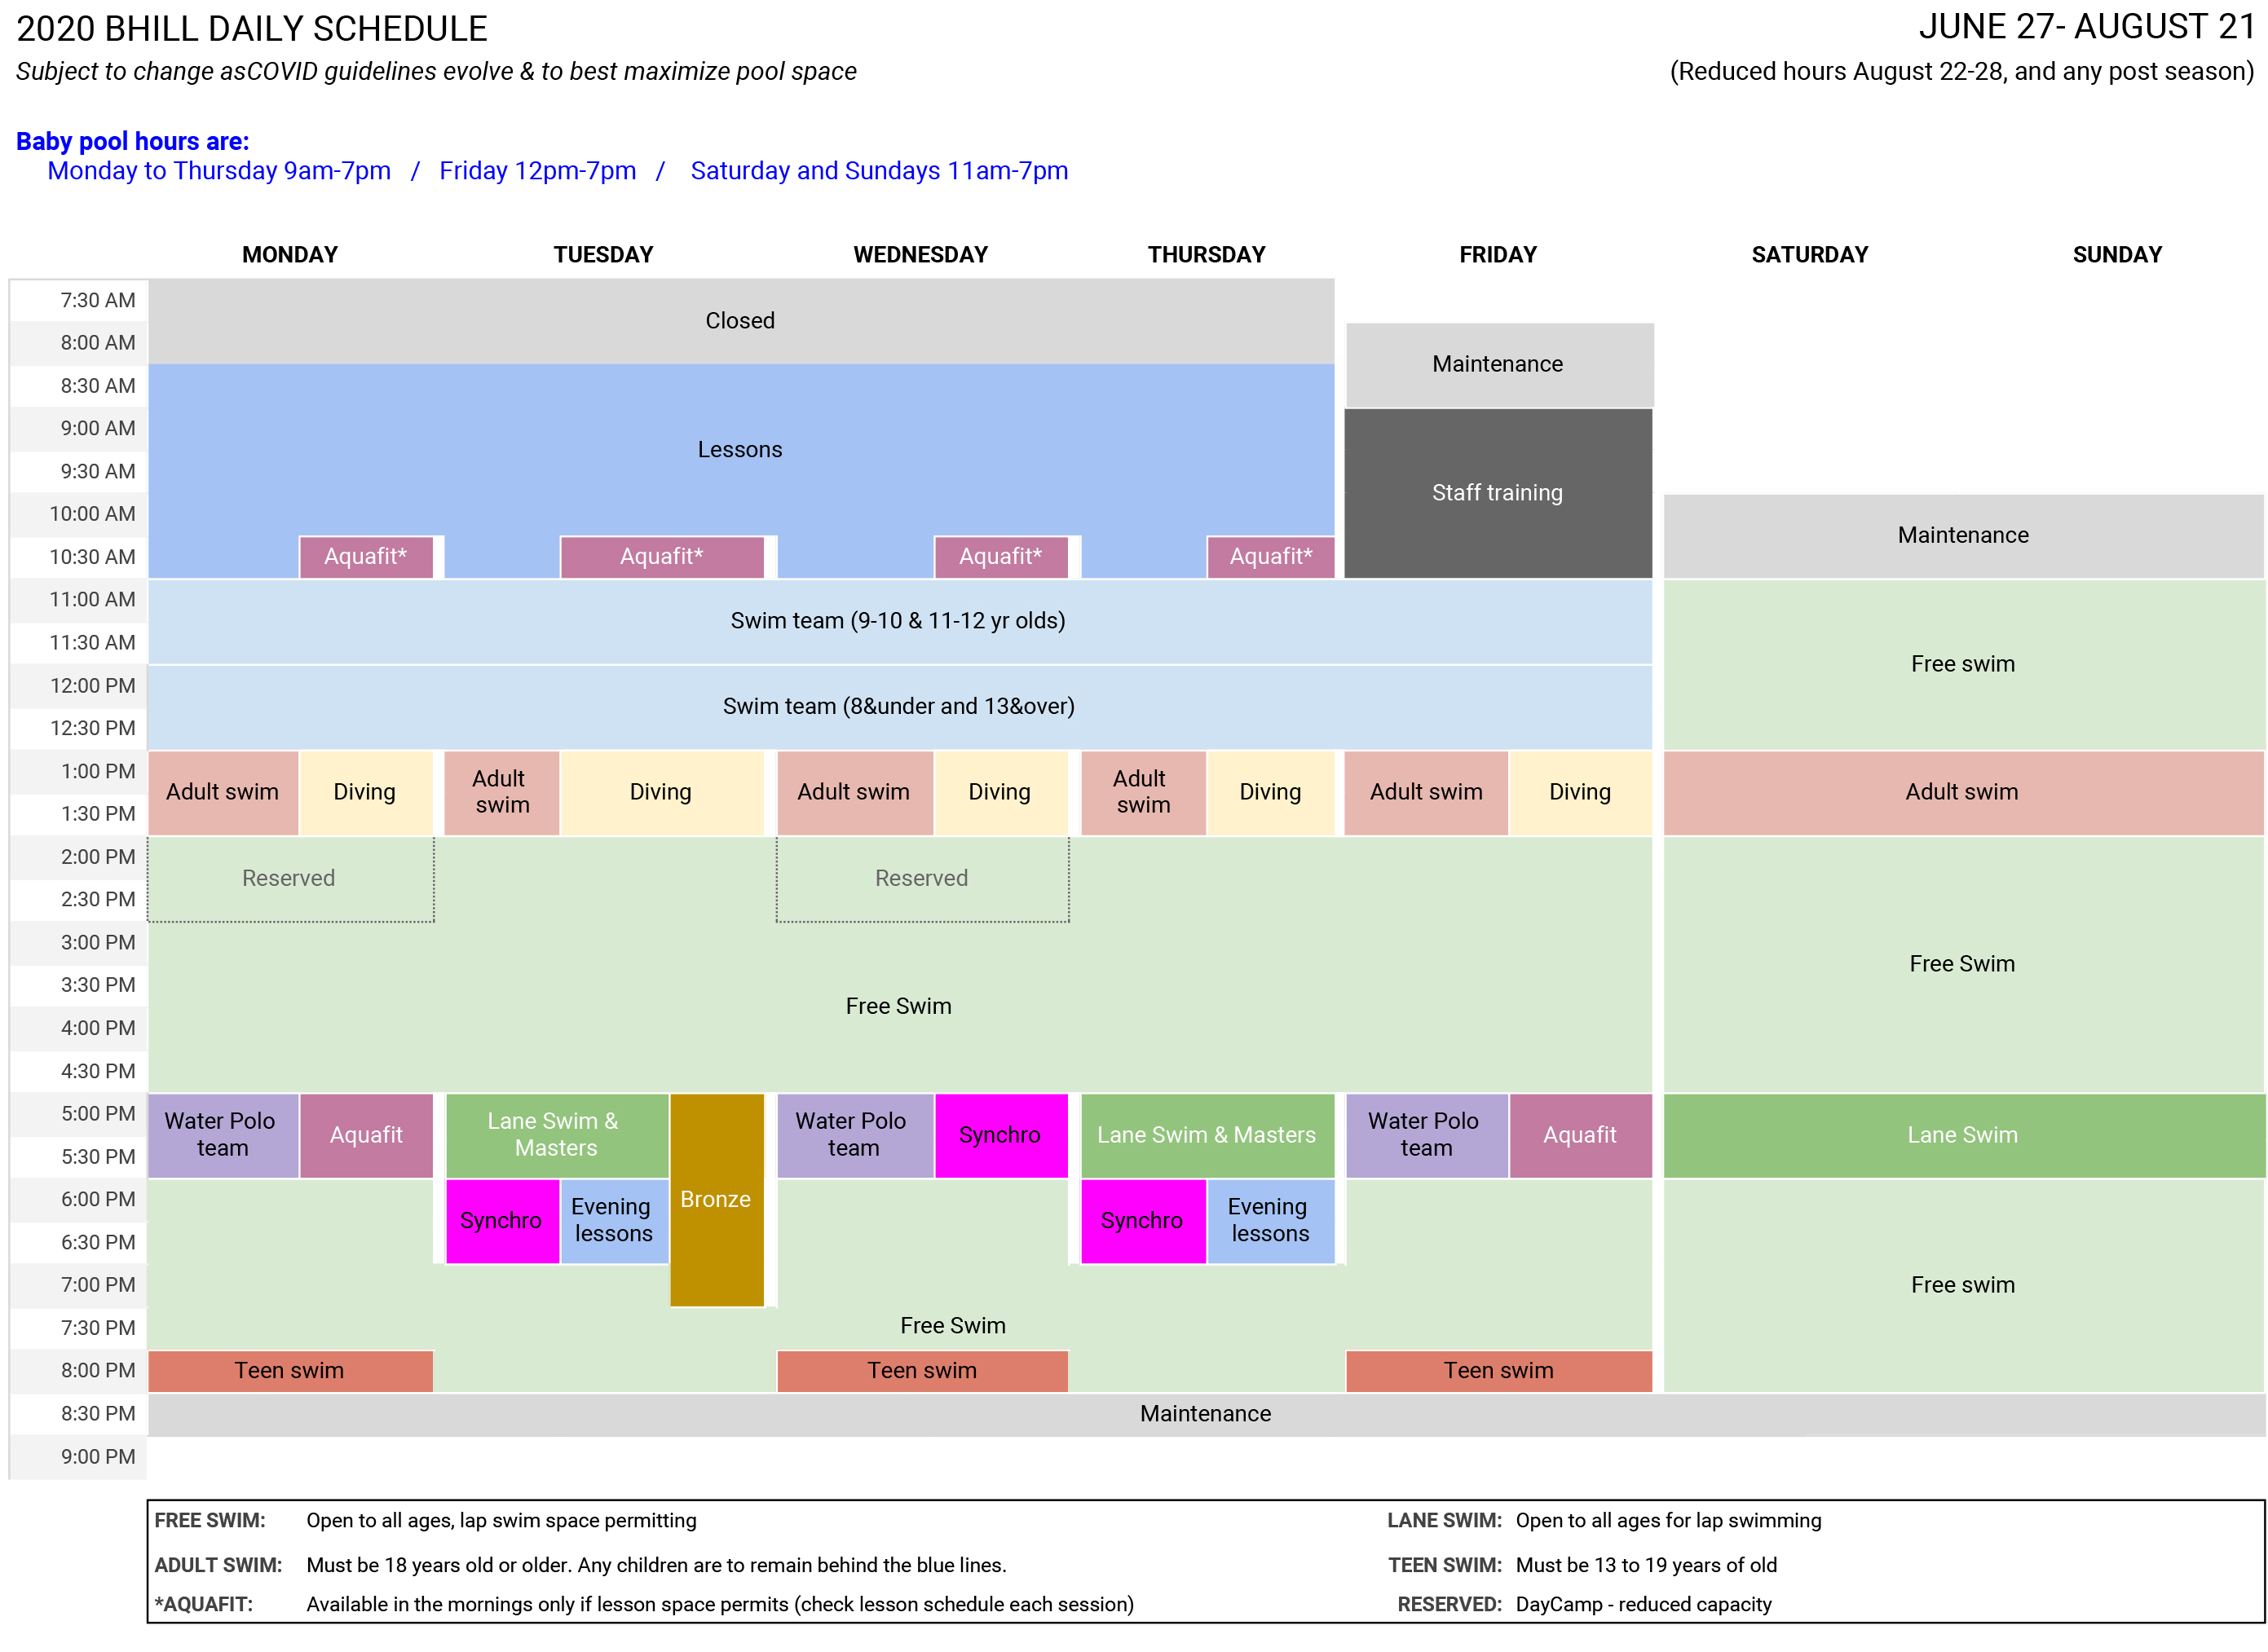 2020 BHILL DAILY SCHEDULE
JUNE 27- AUGUST 21
Subject to change asCOVID guidelines evolve & to best maximize pool space
(Reduced hours August 22-28, and any post season)
Baby pool hours are:
Monday to Thursday 9am-7pm / Friday 12pm-7pm / Saturday and Sundays 11am-7pm
MONDAY TUESDAY WEDNESDAY THURSDAY FRIDAY SATURDAY SUNDAY
7:30 AM
Closed
8:00 AM
Maintenance
8:30 AM
9:00 AM
Lessons
9:30 AM
Staff training
10:00 AM
Maintenance
10:30 AM Aquafit* Aquafit* Aquafit* Aquafit*
11:00 AM
Swim team (9-10 & 11-12 yr olds)
11:30 AM
Free swim
12:00 PM
Swim team (8&under and 13&over)
12:30 PM
1:00 PM
Adult swim Diving Adult swim Diving Adult swim Diving Adult swim Diving Adult swim Diving Adult swim
1:30 PM
2:00 PM
Reserved Reserved
2:30 PM
3:00 PM
Free Swim
3:30 PM
Free Swim
4:00 PM
4:30 PM
5:00 PM
Water Polo team
Aquafit
Lane Swim & Masters
Water Polo team
Synchro
Lane Swim & Masters
Water Polo team
Aquafit
Lane Swim
5:30 PM
6:00 PM
Bronze
Synchro
Evening lessons
Synchro
Evening lessons
6:30 PM
7:00 PM
Free swim
7:30 PM
Free Swim
8:00 PM Teen swim Teen swim Teen swim
8:30 PM Maintenance
9:00 PM
FREE SWIM: Open to all ages, lap swim space permitting
LANE SWIM: Open to all ages for lap swimming
ADULT SWIM: Must be 18 years old or older. Any children are to remain behind the blue lines.
TEEN SWIM: Must be 13 to 19 years of old
*AQUAFIT: Available in the mornings only if lesson space permits (check lesson schedule each session)
RESERVED: DayCamp - reduced capacity